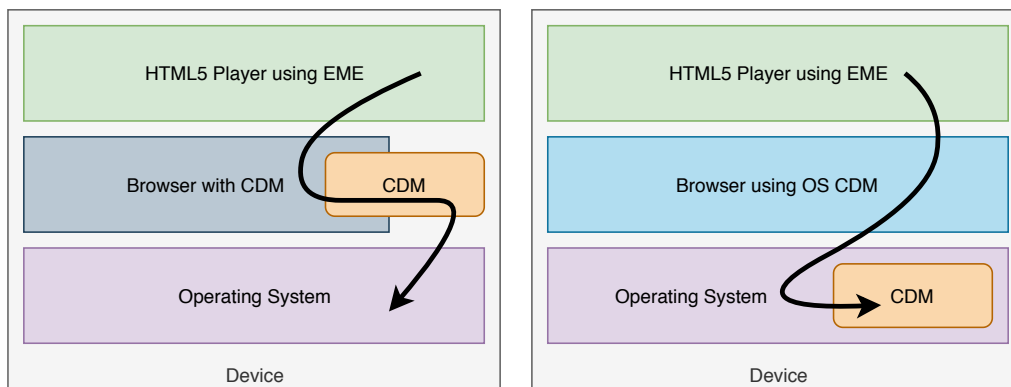 HTML5 Player using EME
Browser with CDM
CDM
Operating System
Device
HTML5 Player using EME
Browser using OS CDM
Operating System
CDM
Device